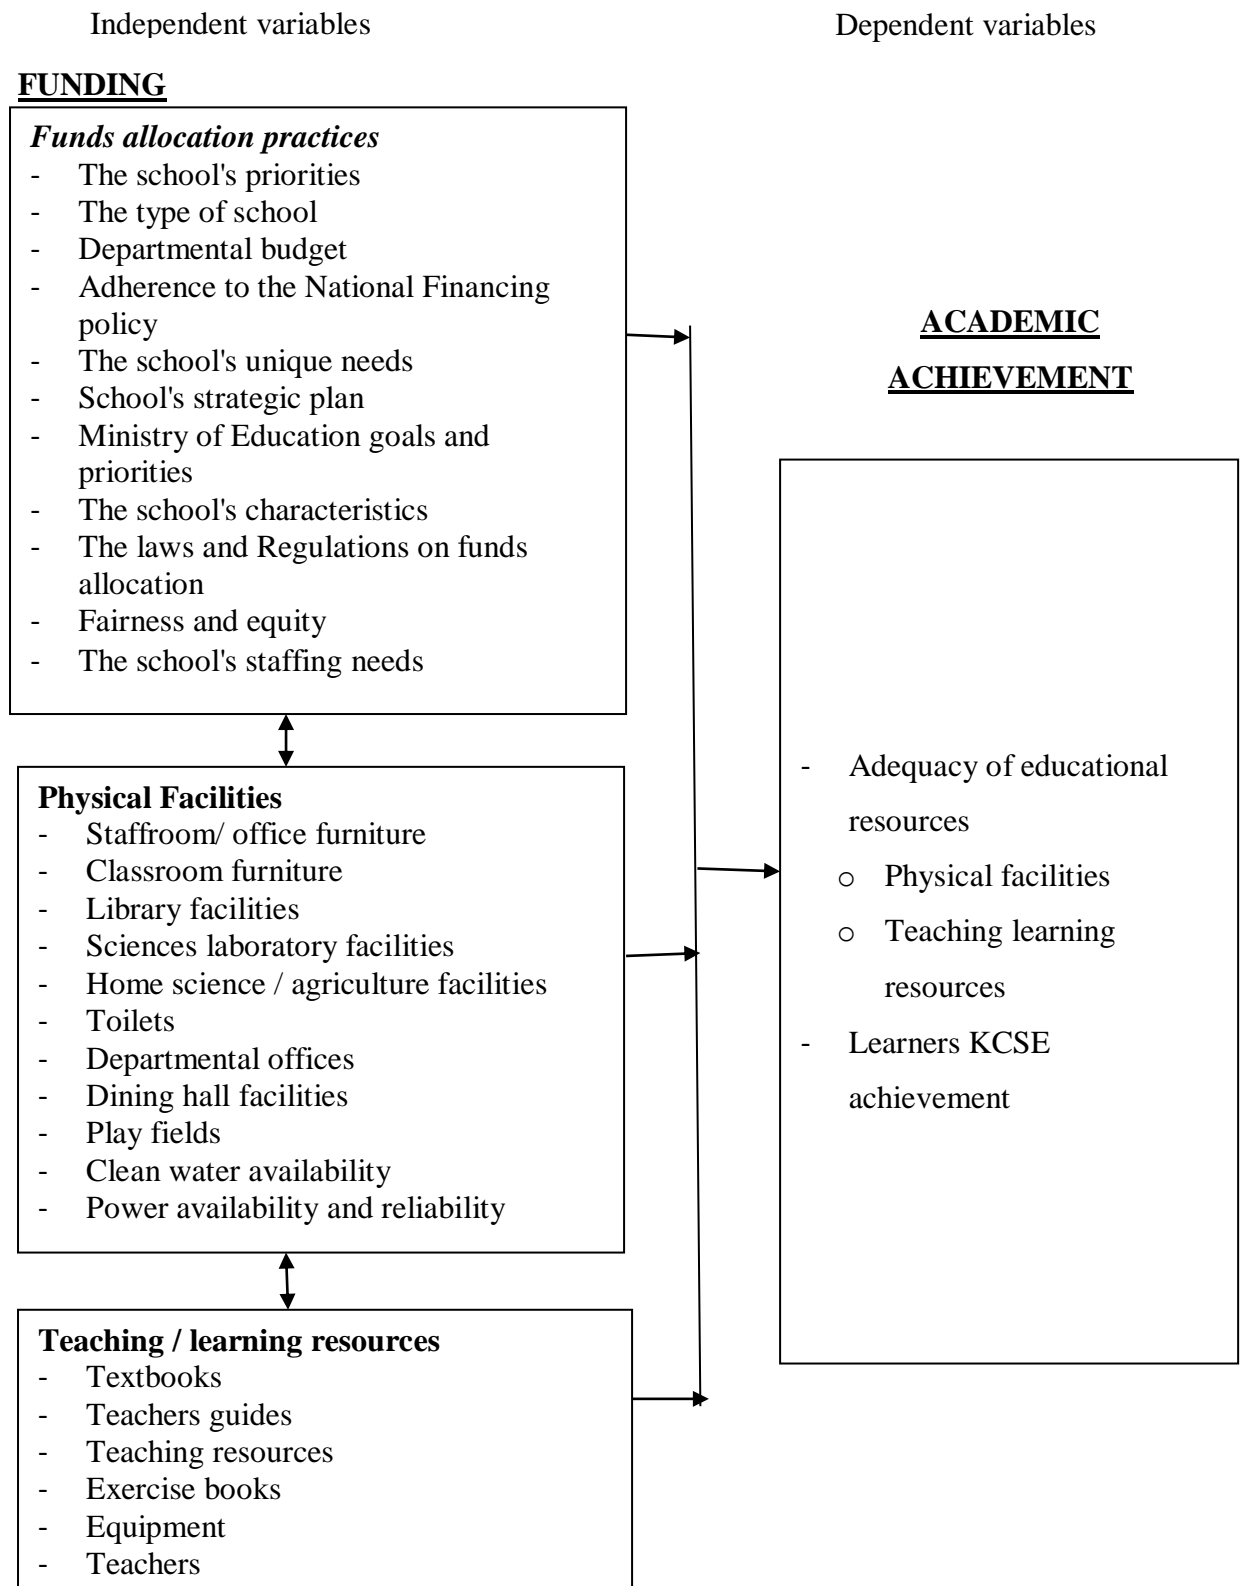 Independent variables
Dependent variables
FUNDING
Funds allocation practices
- The school's priorities
- The type of school
- Departmental budget
- Adherence to the National Financing
policy
- The school's unique needs
- School's strategic plan
- Ministry of Education goals and
priorities
- The school's characteristics
- The laws and Regulations on funds
allocation
- Fairness and equity
- The school's staffing needs
Physical Facilities
- Staffroom/ office furniture
- Classroom furniture
- Library facilities
- Sciences laboratory facilities
- Home science / agriculture facilities
- Toilets
- Departmental offices
- Dining hall facilities
- Play fields
- Clean water availability
- Power availability and reliability
Teaching / learning resources
- Textbooks
- Teachers guides
- Teaching resources
- Exercise books
- Equipment
- Teachers
ACADEMIC
ACHIEVEMENT
- Adequacy of educational
resources
o Physical facilities
o Teaching learning
resources
- Learners KCSE
achievement